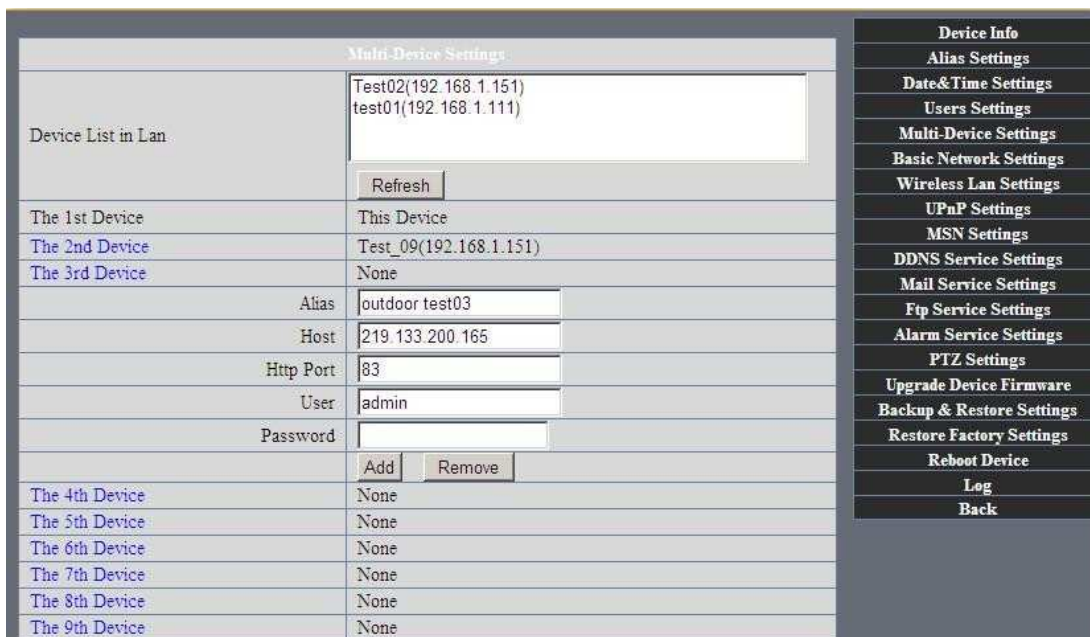 Multi-Device Settings
Device List in Lan
Test02(192.168.1.151)
test01(192.168.1.111)
Refresh
The 1st Device This Device
The 2nd Device Test_09(192.168.1.151)
The 3rd Device None
Alias outdoor test03
Host 219.133.200.165
Http Port 83
User admin
Password
Add Remove
The 4th Device None
The 5th Device None
The 6th Device None
The 7th Device None
The 8th Device None
The 9th Device None
Device Info
Alias Settings
Date&Time Settings
Users Settings
Multi-Device Settings
Basic Network Settings
Wireless Lan Settings
UPnP Settings
MSN Settings
DDNS Service Settings
Mail Service Settings
Ftp Service Settings
Alarm Service Settings
PTZ Settings
Upgrade Device Firmware
Backup & Restore Settings
Restore Factory Settings
Reboot Device
Log
Back